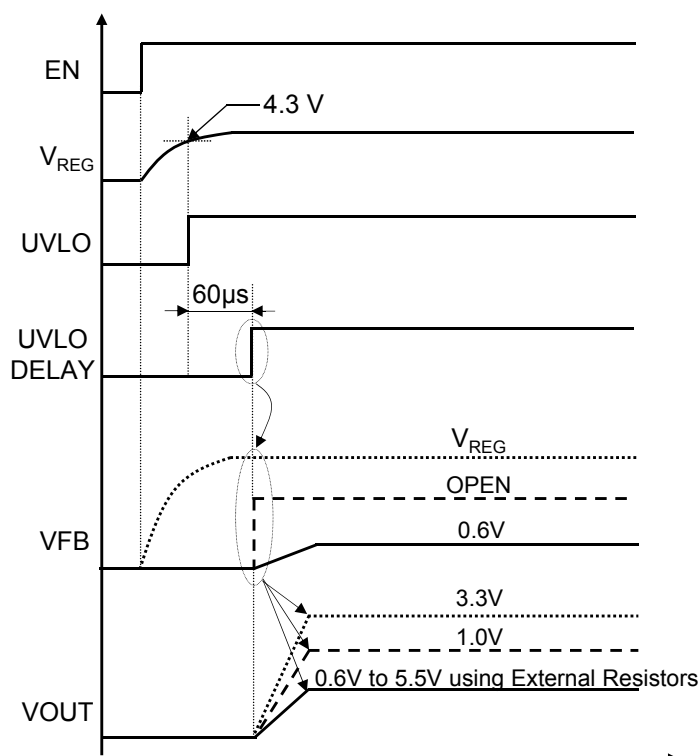 EN
4.3 V
VREG
UVLO
60µs
UVLO
DELAY
VREG
OPEN
VFB
0.6V
3.3V
1.0V
0.6V to 5.5V using External Resistors
VOUT